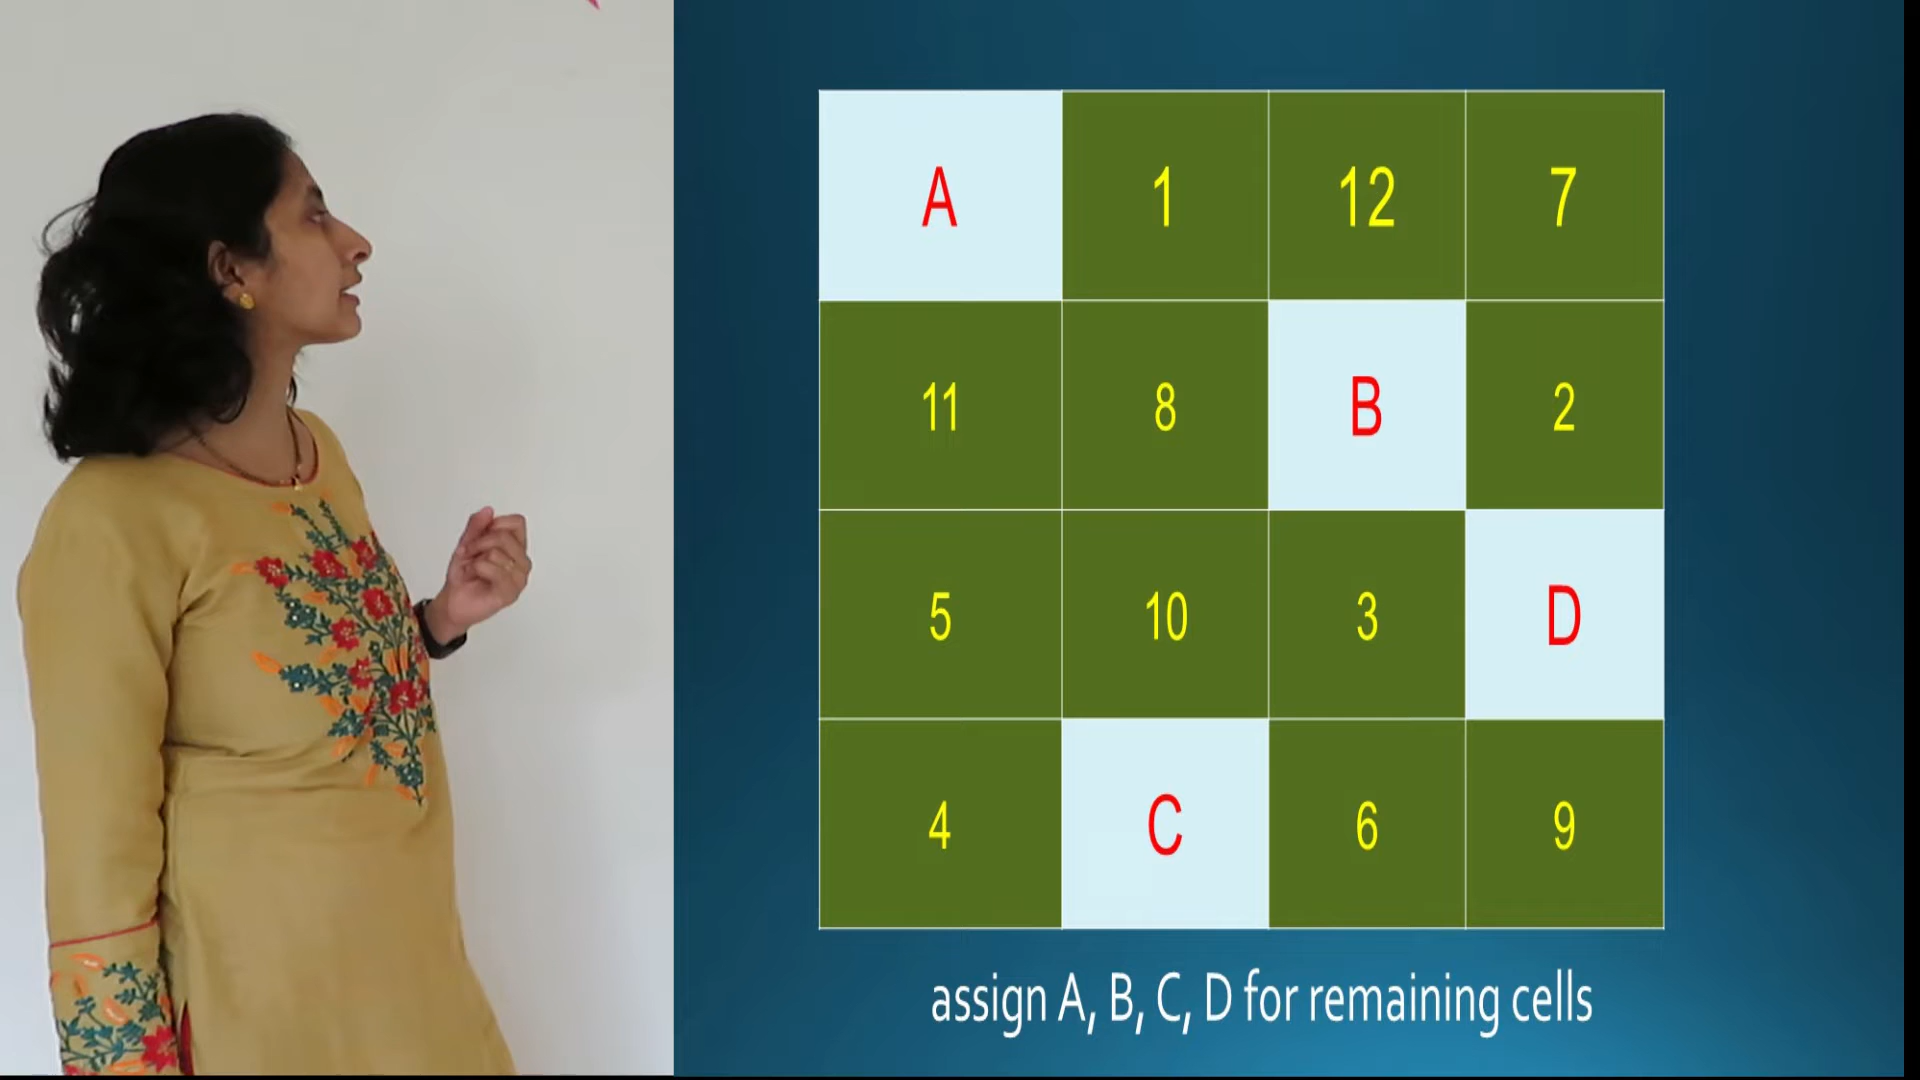 A 1 12 7
11 8 B 2
5 10 3 D
4 C 6 9
assign A, B, C, D for remaining cells